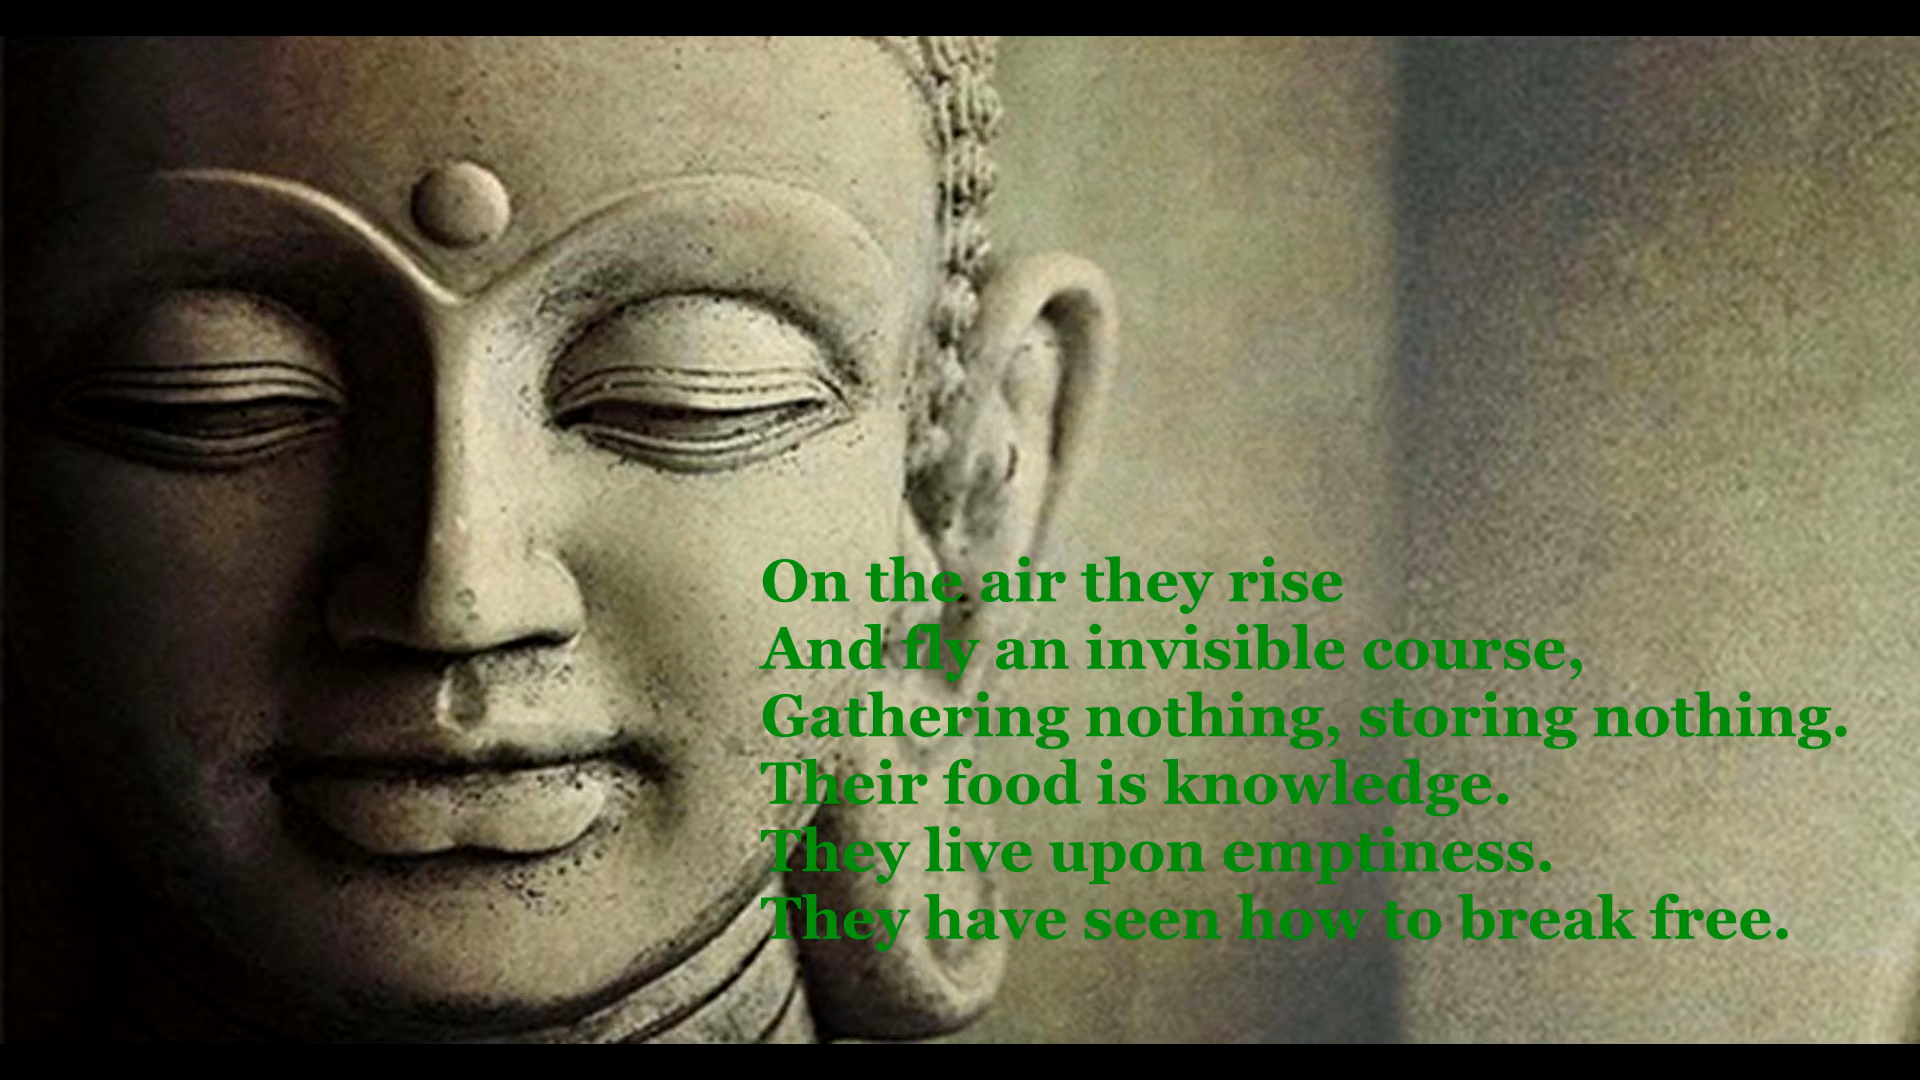 On the air they rise
And fly an invisible course,
Gathering nothing, storing nothing.
Their food is knowledge.
They live upon emptiness.
They have seen how to break free.